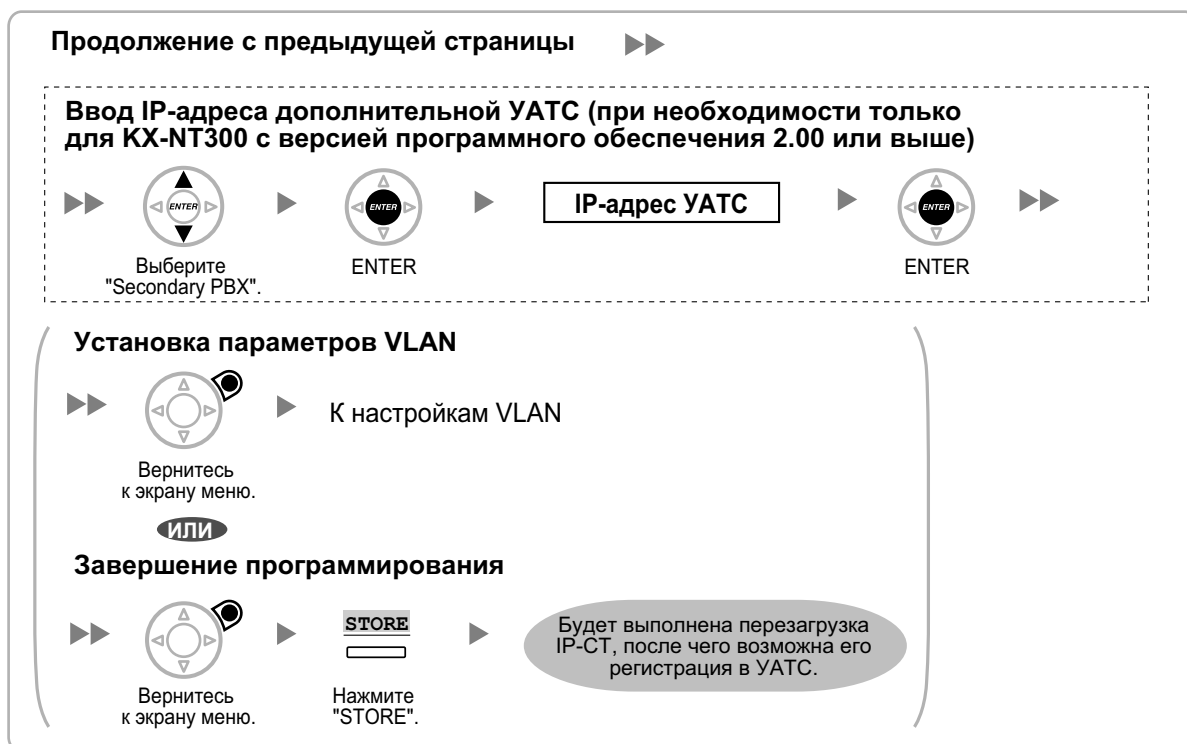 Продолжение с предыдущей страницы
Ввод IP-адреса дополнительной УАТС (при необходимости только
для KX-NT300 с версией программного обеспечения 2.00 или выше)
ENTER
ENTER
IP-адрес УАТС
ENTER
Выберите
"Secondary PBX".
ENTER
ENTER
Установка параметров VLAN
К настройкам VLAN
Вернитесь
к экрану меню.
ИЛИ
Завершение программирования
STORE
Будет выполнена перезагрузка
IP-СТ, после чего возможна его
регистрация в УАТС.
Вернитесь
к экрану меню.
Нажмите
"STORE".